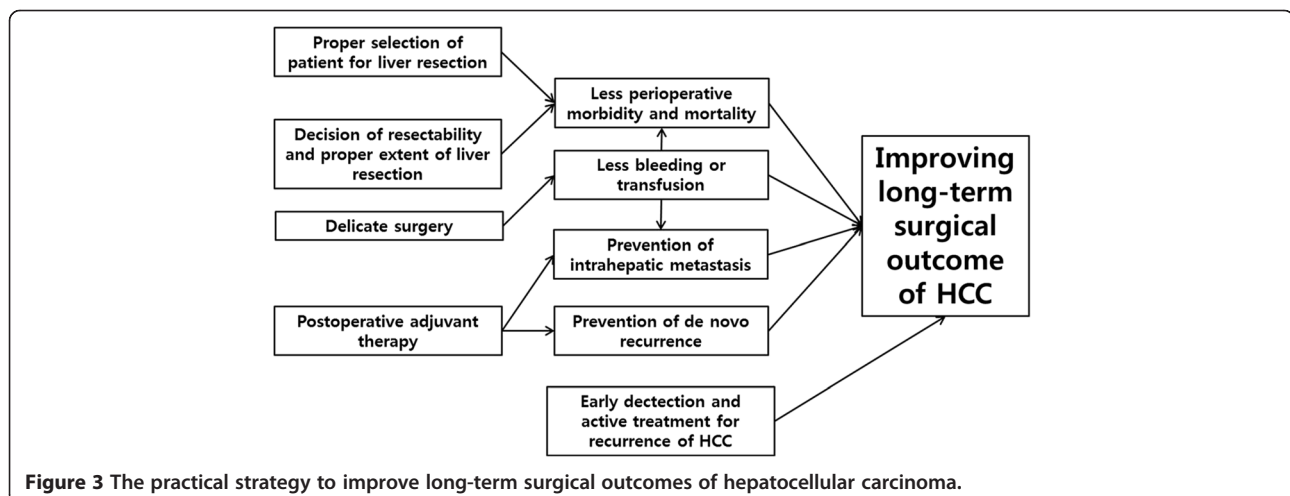 Proper selection of
patient for liver resection
Decision of resectability
and proper extent of liver
resection
Delicate surgery
Postoperative adjuvant
therapy
Less perioperative
morbidity and mortality
Less bleeding or
transfusion
Prevention of
intrahepatic metastasis
Prevention of de novo
recurrence
Early dectection and
active treatment for
recurrence of HCC
Improving
long-term
surgical
outcome
of HCC
Figure 3 The practical strategy to improve long-term surgical outcomes of hepatocellular carcinoma.